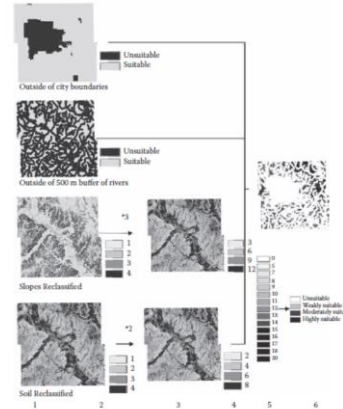 Unsuitable
Suitable
Outside of city boundaries
Unsuitable
Suitable
Outside of 500 m buffer of rivers
*3
1
2
3
4
3
6
9
12
Slopes Reclassified
*2
1
2
3
4
2
4
6
8
Soil Reclassified
0
5
7
8
9
10
11
12
13
14
15
16
17
18
20
Unsuitable
Weakly suitable
Moderately suita
Highly suitable
1 2 3 4 5 6